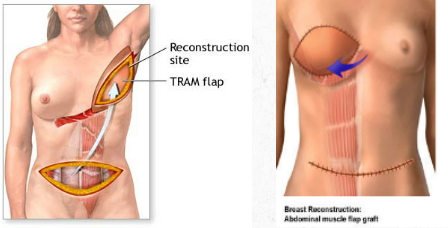 Reconstruction
site
TRAM flap
Breast Reconstruction:
Abdominal muscle flap graft